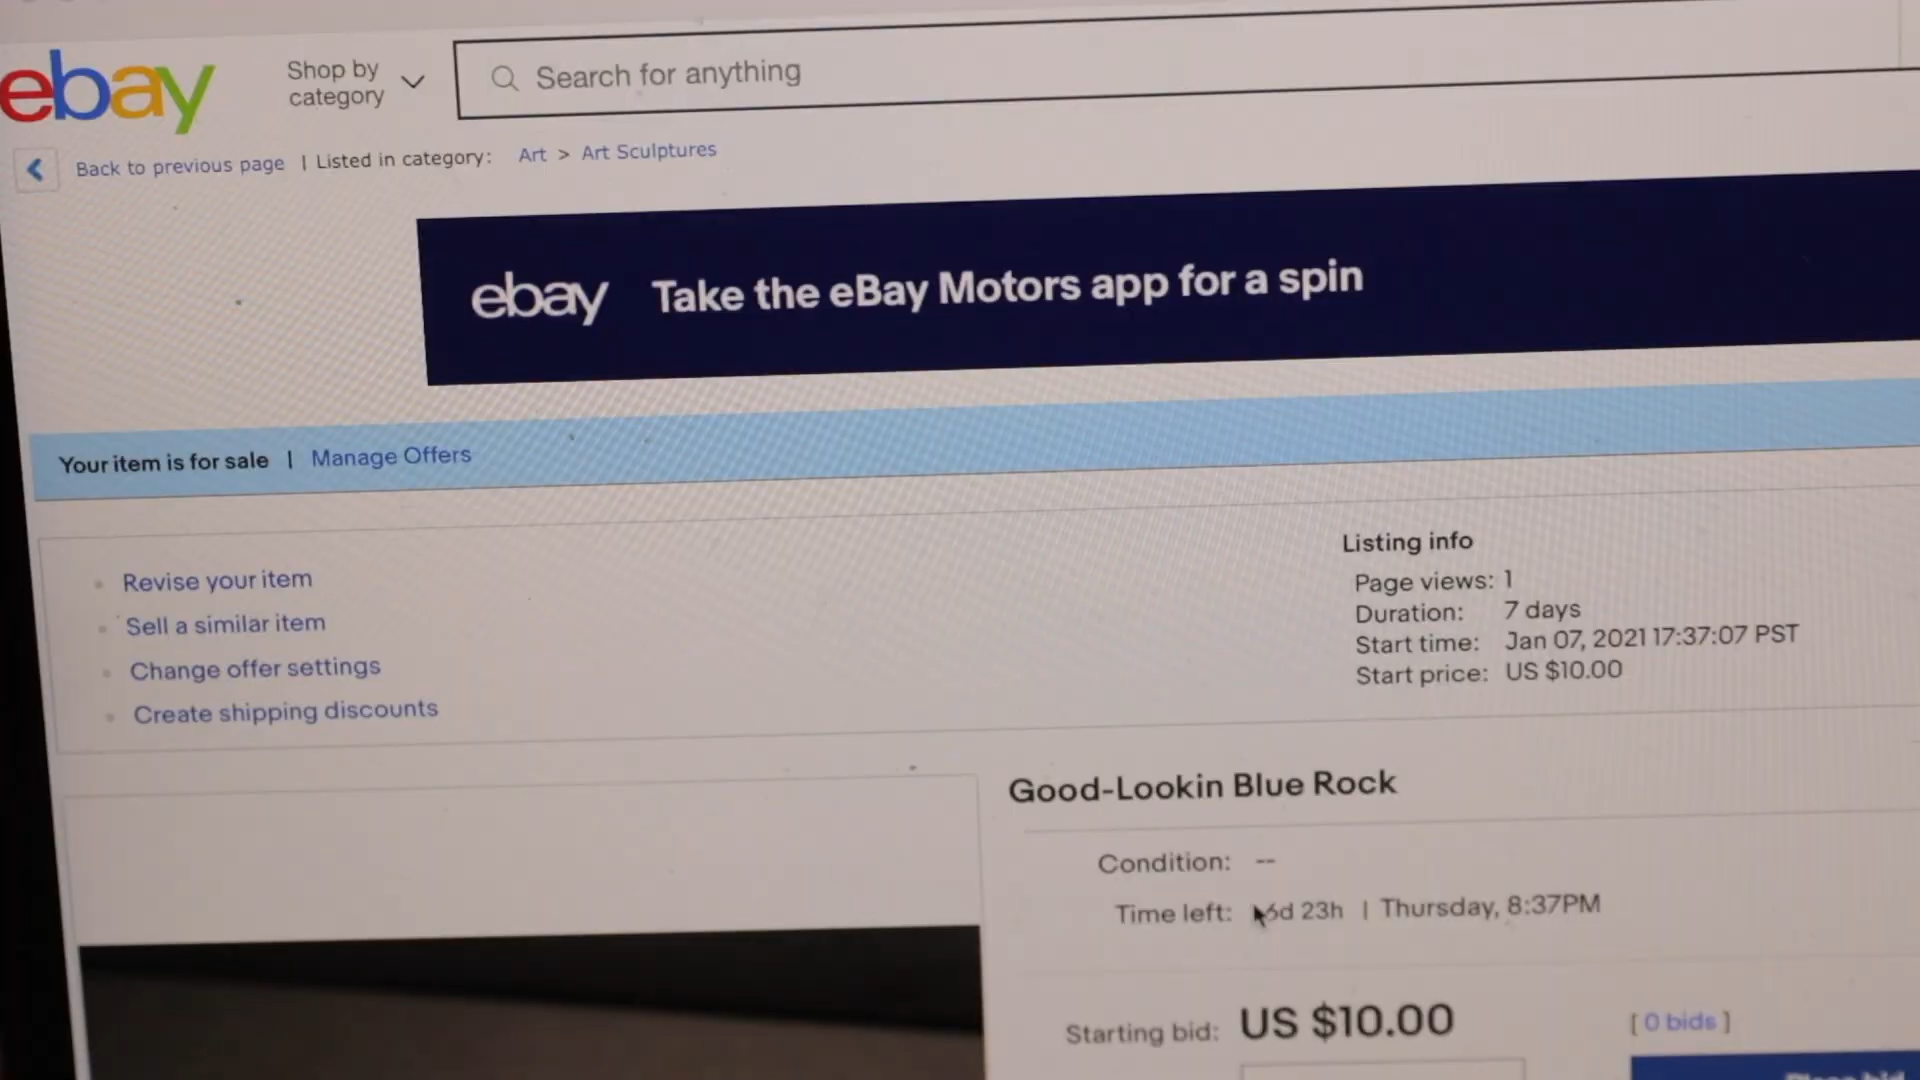 ebay
Shop by
category
Search for anything
Back to previous page | Listed in category: Art > Art Sculptures
ebay Take the eBay Motors app for a spin
Your item is for sale | Manage Offers
Revise your item
Sell a similar item
Change offer settings
Create shipping discounts
Listing info
Page views: 1
Duration: 7 days
Start time: Jan 07, 2021 17:37:07 PST
Start price: US $10.00
Good-Lookin Blue Rock
Condition: --
Time left: 6d 23h | Thursday, 8:37PM
Starting bid: US $10.00 [ 0 bids ]